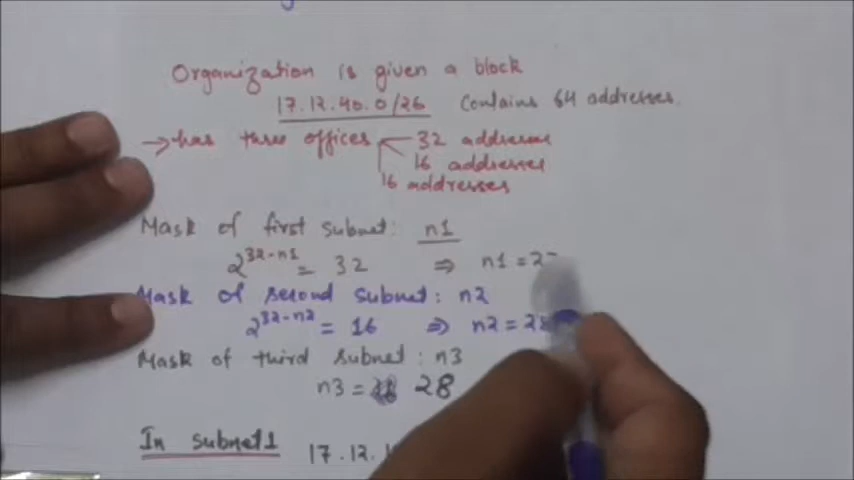 Organization is given a block
17.12.40.0/26 Contains 64 addresses.
→ has three offices 32 addresses
16 addresses
16 addresses
Mask of first subnet: n1
2^32-n1 = 32 ⇒ n1 = 27
Mask of second subnet: n2
2^32-n2 = 16 ⇒ n2 = 28
Mask of third subnet: n3
n3 = 28
In subnet1 17.12.